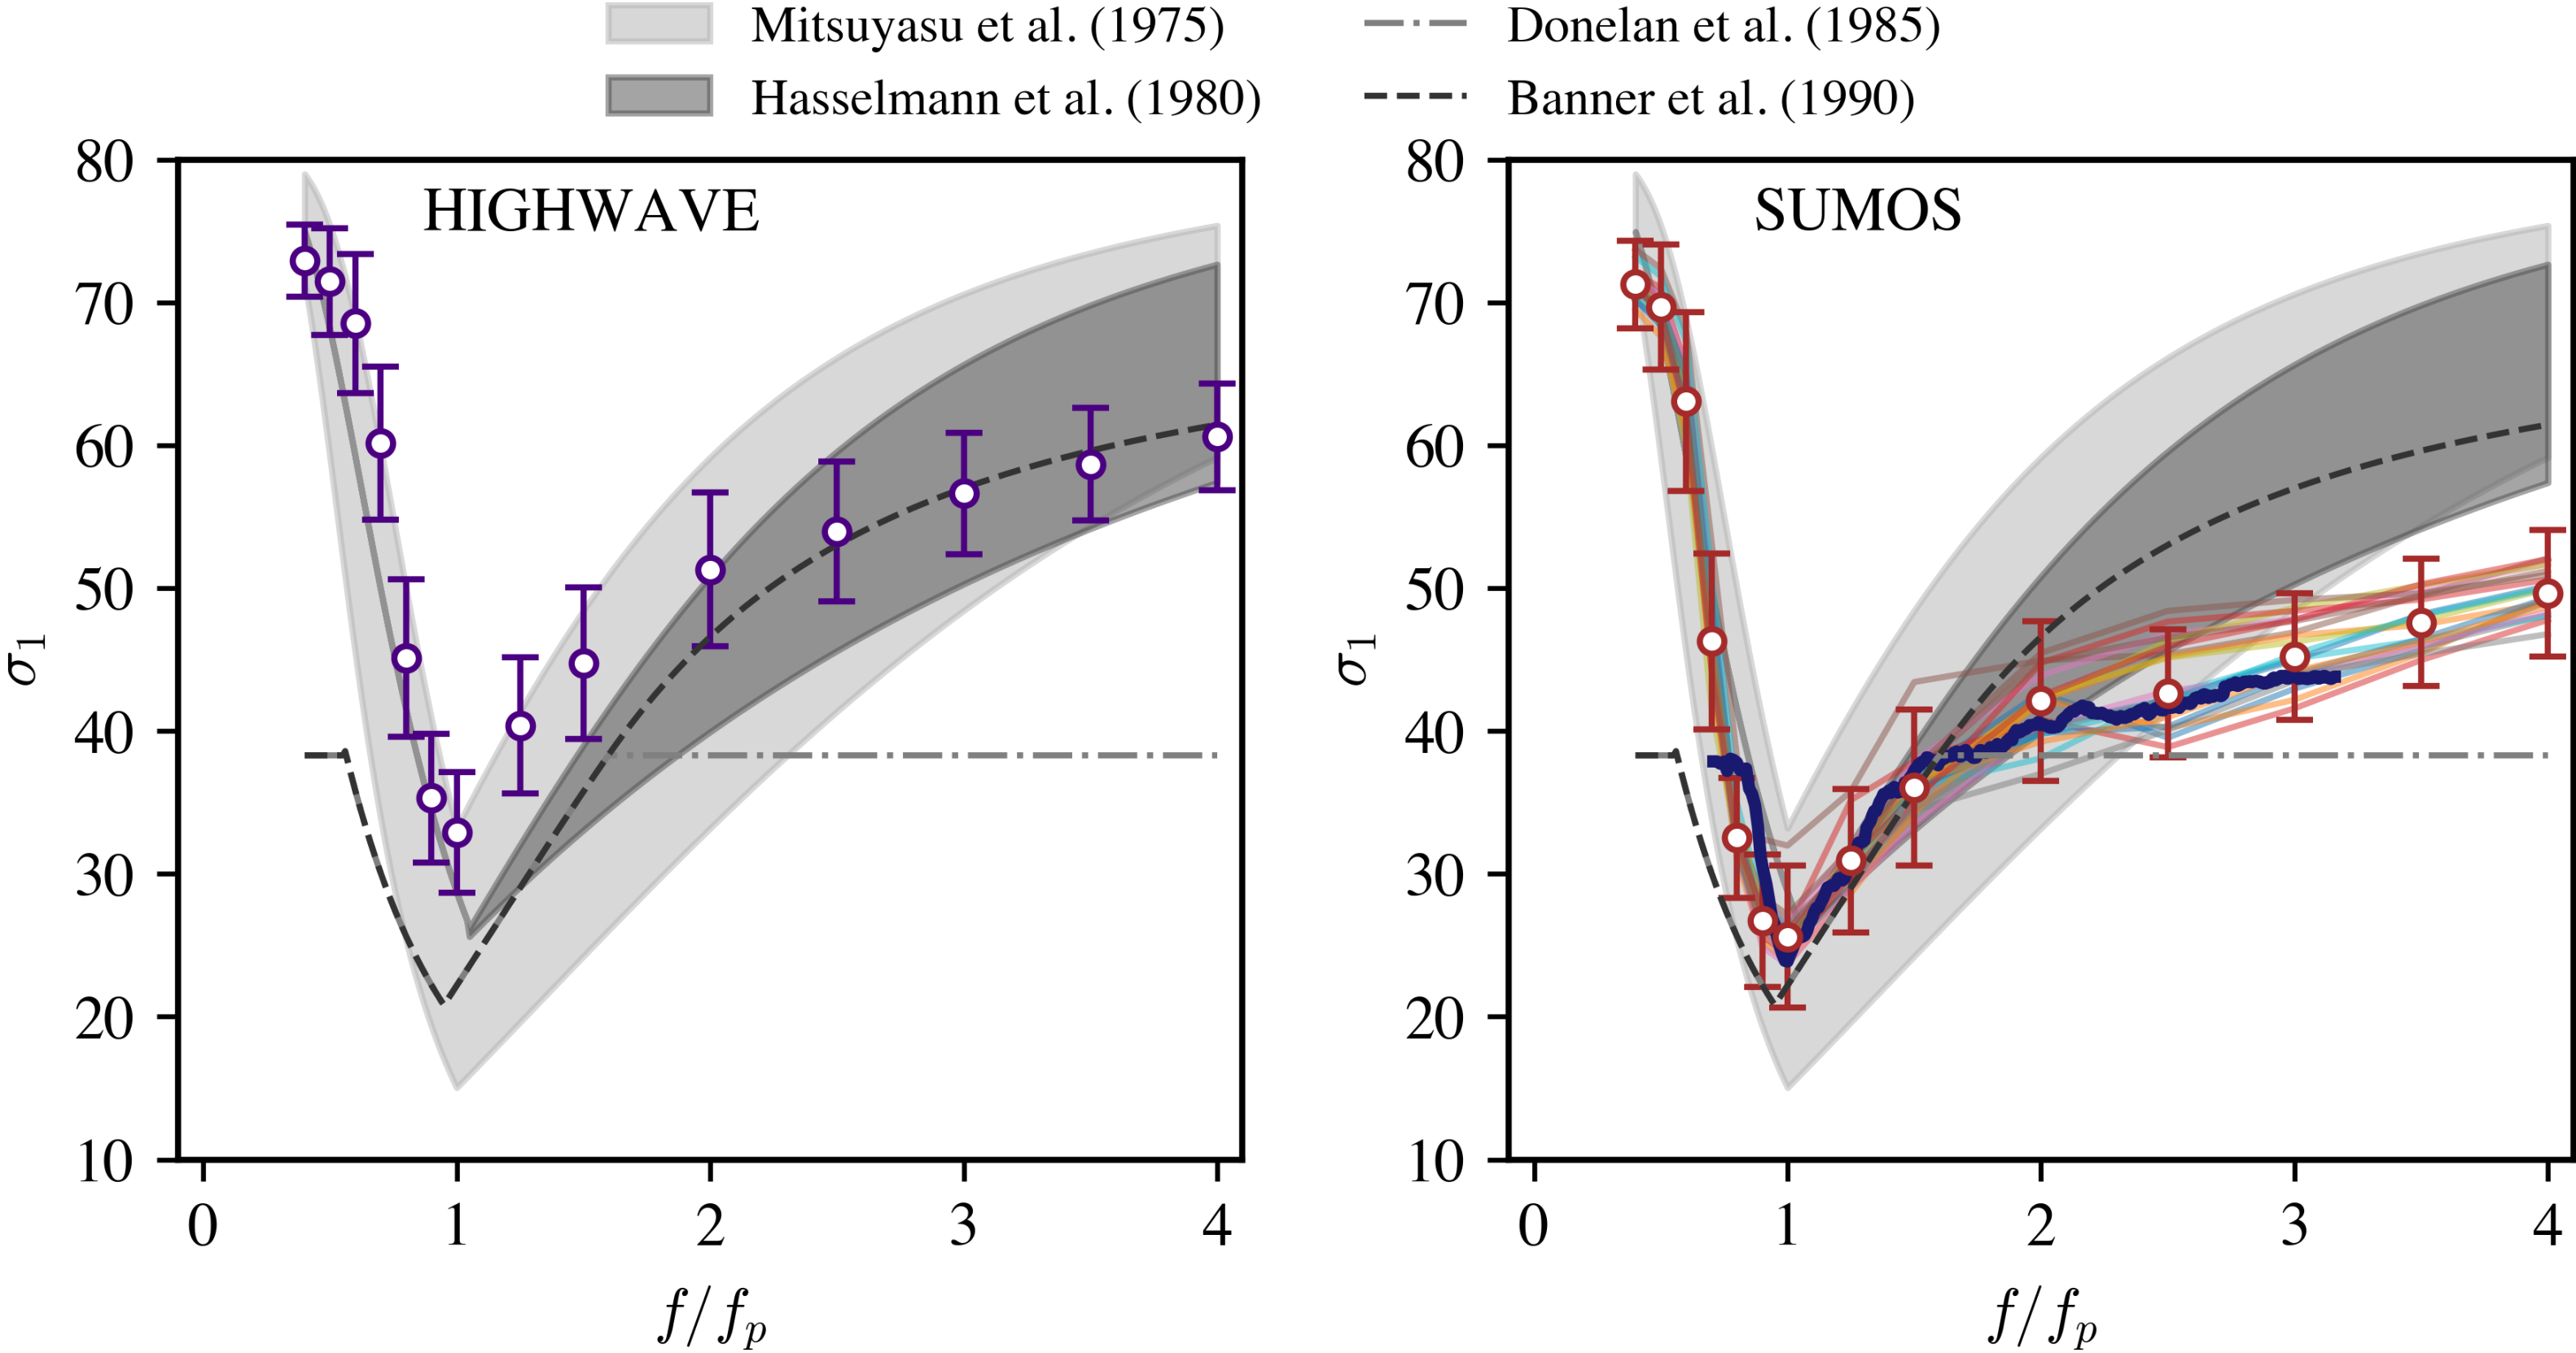 Mitsuyasu et al. (1975)
Hasselmann et al. (1980)
Donelan et al. (1985)
Banner et al. (1990)
HIGHWAVE
80
70
60
50
40
30
20
10
σ₁
0 1 2 3 4
f/fₚ
SUMOS
80
70
60
50
40
30
20
10
σ₁
0 1 2 3 4
f/fₚ